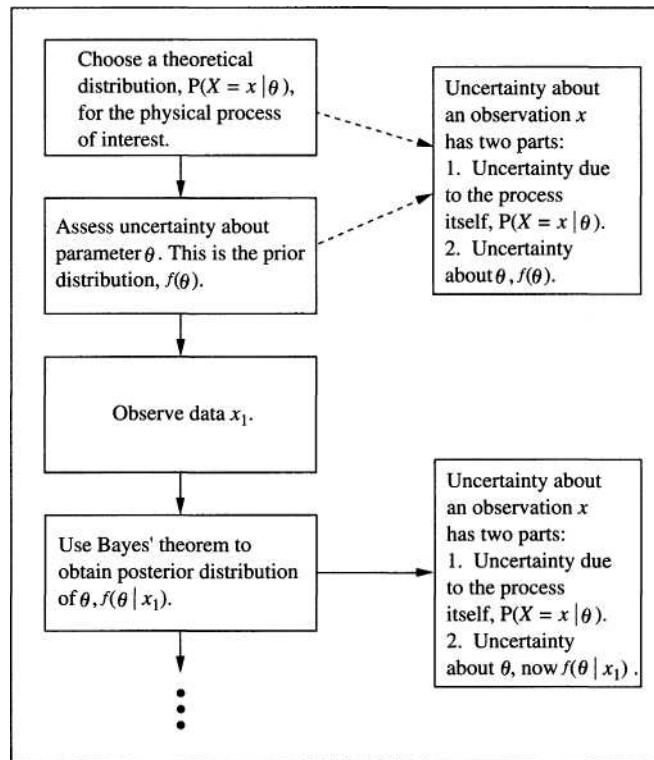 Choose a theoretical
distribution, P(X = x | θ),
for the physical process
of interest.
Uncertainty about
an observation x
has two parts:
1. Uncertainty due
to the process
itself, P(X = x | θ).
2. Uncertainty
about θ, f(θ).
Assess uncertainty about
parameter θ. This is the prior
distribution, f(θ).
Observe data x₁.
Use Bayes' theorem to
obtain posterior distribution
of θ, f(θ | x₁).
Uncertainty about
an observation x
has two parts:
1. Uncertainty due
to the process
itself, P(X = x | θ).
2. Uncertainty
about θ, now f(θ | x₁) .